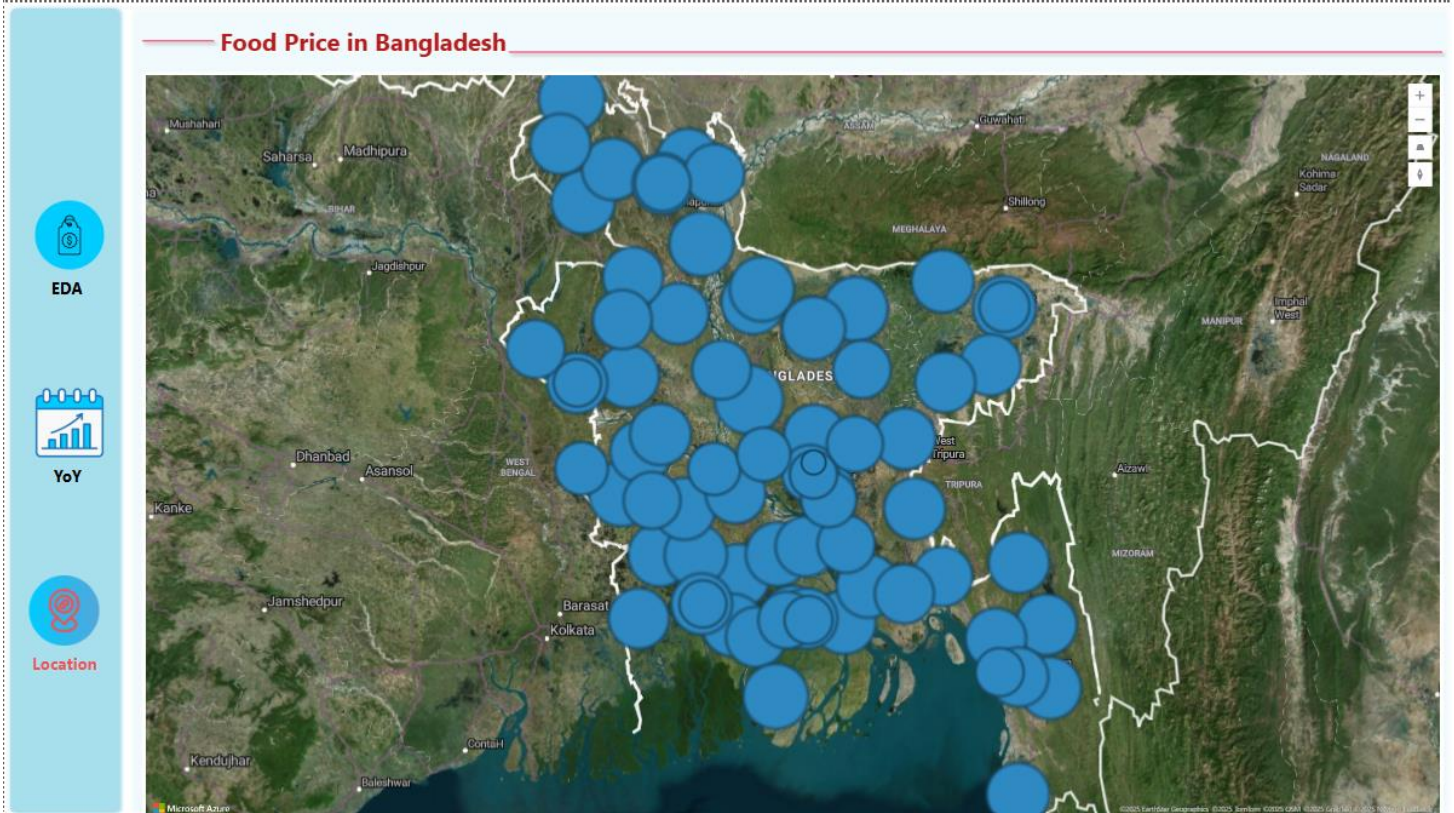 Food Price in Bangladesh
EDA
YoY
Location
Mushahari
Saharsa
Madhipura
BIHAR
Jagdishpur
Dhanbad
Asansol
WEST
BENGAL
Kanke
Jamshedpur
Barasat
Kolkata
Contai
Kendujhar
Baleshwar
ASSAM
Guwahati
NAGALAND
Kohima
Sadar
Shillong
MEGHALAYA
Imphal
West
MANIPUR
NGLADES
West
Tripura
TRIPURA
Aizawl
MIZORAM
Microsoft Azure